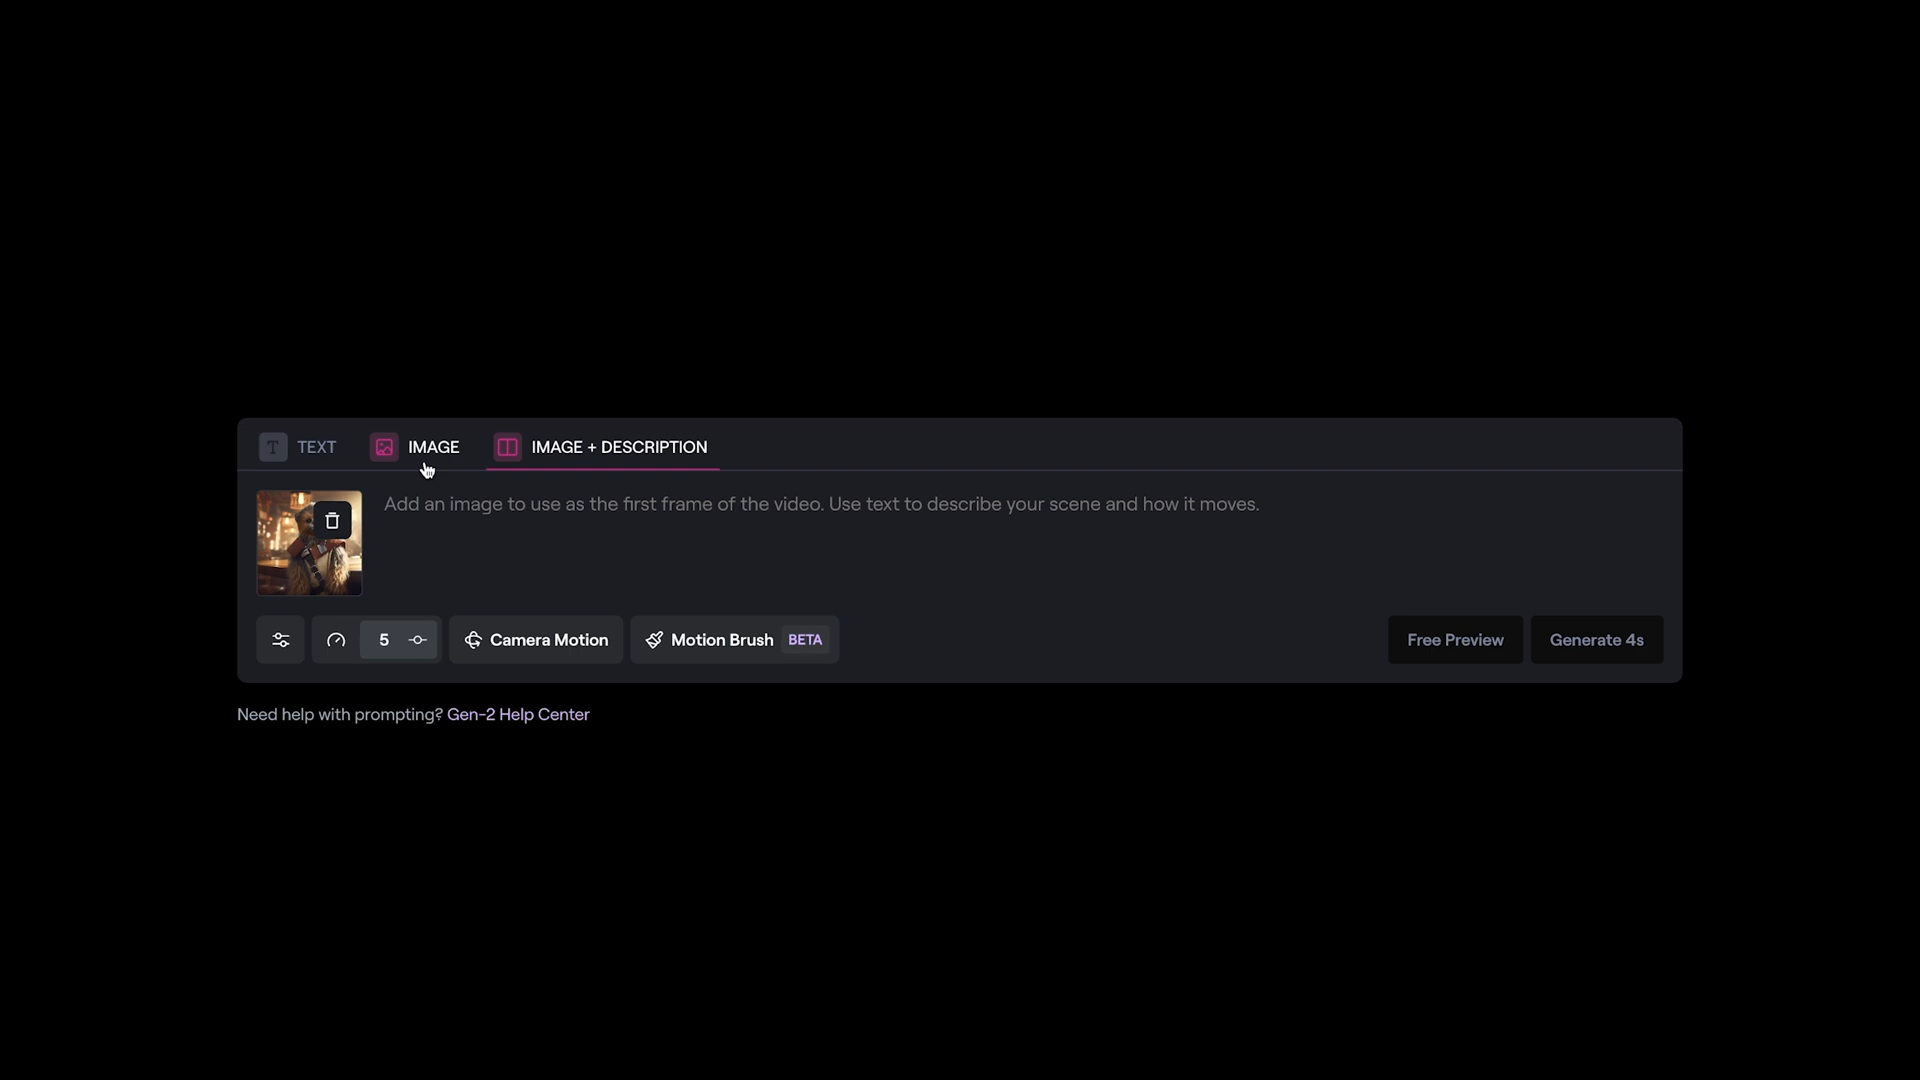 T TEXT IMAGE IMAGE + DESCRIPTION
Add an image to use as the first frame of the video. Use text to describe your scene and how it moves.
5 Camera Motion Motion Brush BETA Free Preview Generate 4s
Need help with prompting? Gen-2 Help Center